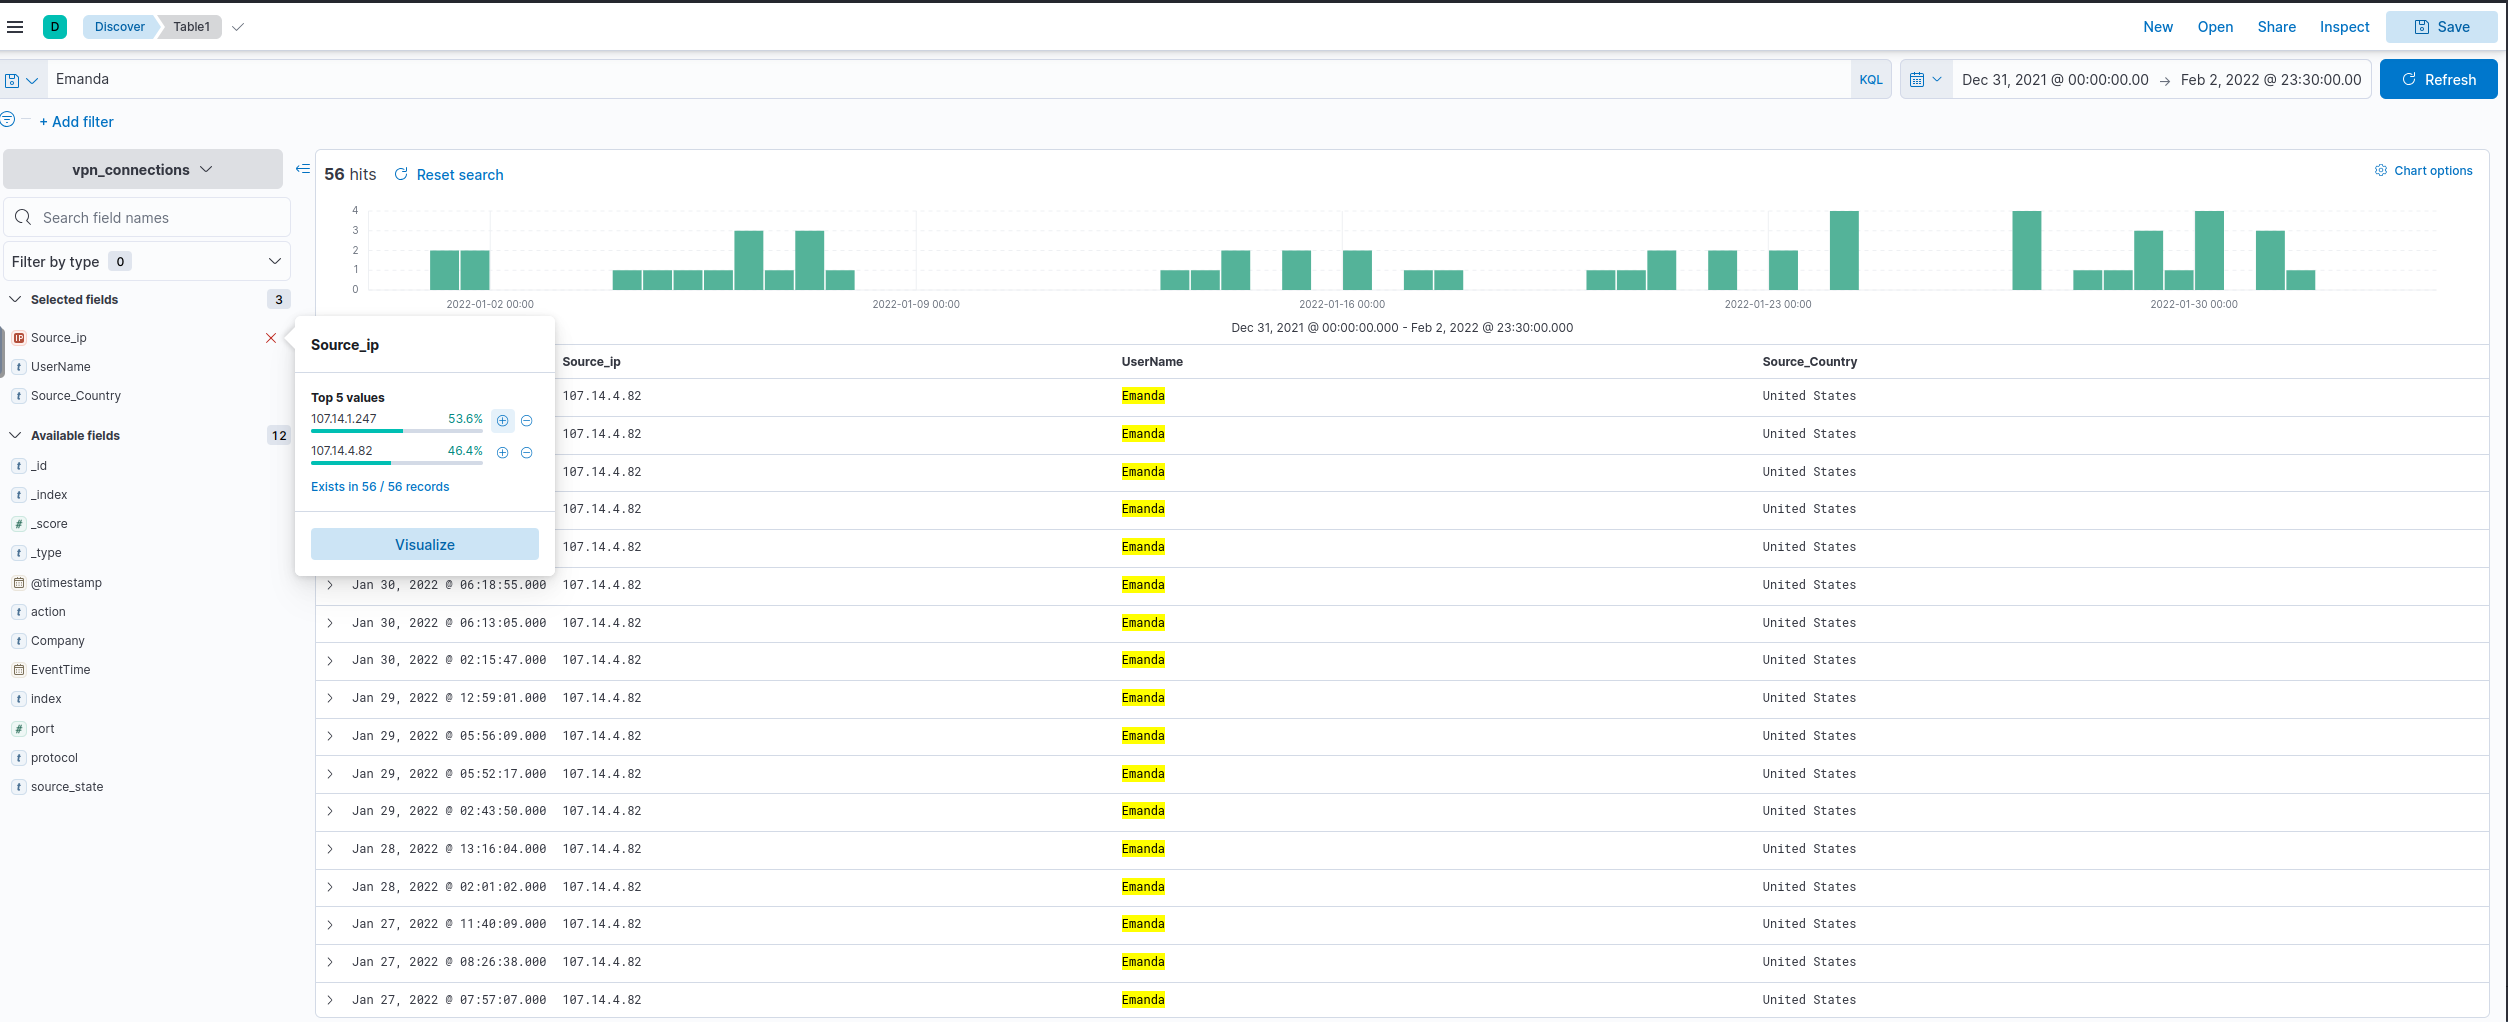 D Discover Table1 New Open Share Inspect Save
Emanda KQL Dec 31, 2021 @ 00:00:00.00 → Feb 2, 2022 @ 23:30:00.00 Refresh
+ Add filter
vpn_connections
Search field names
Filter by type 0
Selected fields 3
IP Source_ip
t UserName
t Source_Country
Available fields 12
t _id
t _index
# _score
t _type
@timestamp
t action
t Company
EventTime
t index
# port
t protocol
t source_state
56 hits Reset search Chart options
4
3
2
1
0
2022-01-02 00:00 2022-01-09 00:00 2022-01-16 00:00 2022-01-23 00:00 2022-01-30 00:00
Dec 31, 2021 @ 00:00:00.000 - Feb 2, 2022 @ 23:30:00.000
Source_ip
Top 5 values
107.14.1.247 53.6%
107.14.4.82 46.4%
Exists in 56 / 56 records
Visualize
Source_ip UserName Source_Country
107.14.4.82 Emanda United States
107.14.4.82 Emanda United States
107.14.4.82 Emanda United States
107.14.4.82 Emanda United States
107.14.4.82 Emanda United States
Jan 30, 2022 @ 06:18:55.000 107.14.4.82 Emanda United States
Jan 30, 2022 @ 06:13:05.000 107.14.4.82 Emanda United States
Jan 30, 2022 @ 02:15:47.000 107.14.4.82 Emanda United States
Jan 29, 2022 @ 12:59:01.000 107.14.4.82 Emanda United States
Jan 29, 2022 @ 05:56:09.000 107.14.4.82 Emanda United States
Jan 29, 2022 @ 05:52:17.000 107.14.4.82 Emanda United States
Jan 29, 2022 @ 02:43:50.000 107.14.4.82 Emanda United States
Jan 28, 2022 @ 13:16:04.000 107.14.4.82 Emanda United States
Jan 28, 2022 @ 02:01:02.000 107.14.4.82 Emanda United States
Jan 27, 2022 @ 11:40:09.000 107.14.4.82 Emanda United States
Jan 27, 2022 @ 08:26:38.000 107.14.4.82 Emanda United States
Jan 27, 2022 @ 07:57:07.000 107.14.4.82 Emanda United States